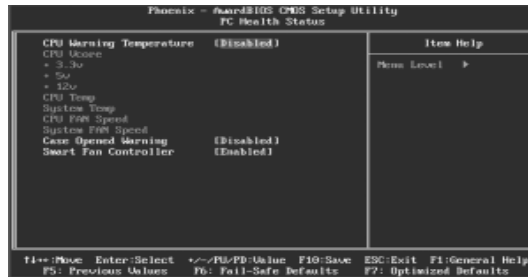 Phoenix - AwardBIOS CMOS Setup Utility
PC Health Status
CPU Warning Temperature [Disabled]
CPU Vcore
+ 3.3v
+ 5v
+ 12v
CPU Temp
System Temp
CPU FAN Speed
System FAN Speed
Case Opened Warning [Disabled]
Smart Fan Controller [Enabled]
Item Help
Menu Level ▶
↑↓→←:Move Enter:Select +/-/PU/PD:Value F10:Save ESC:Exit F1:General Help
F5: Previous Values F6: Fail-Safe Defaults F7: Optimized Defaults